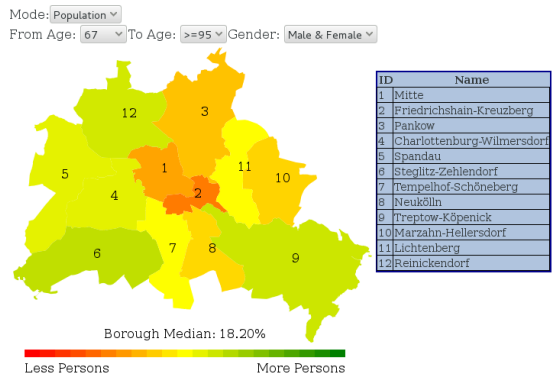 Mode: Population
From Age: 67 To Age: >=95 Gender: Male & Female
ID Name
1 Mitte
2 Friedrichshain-Kreuzberg
3 Pankow
4 Charlottenburg-Wilmersdorf
5 Spandau
6 Steglitz-Zehlendorf
7 Tempelhof-Schöneberg
8 Neukölln
9 Treptow-Köpenick
10 Marzahn-Hellersdorf
11 Lichtenberg
12 Reinickendorf
3
12
1
11
5
10
2
4
7
8
6
9
Borough Median: 18.20%
Less Persons More Persons